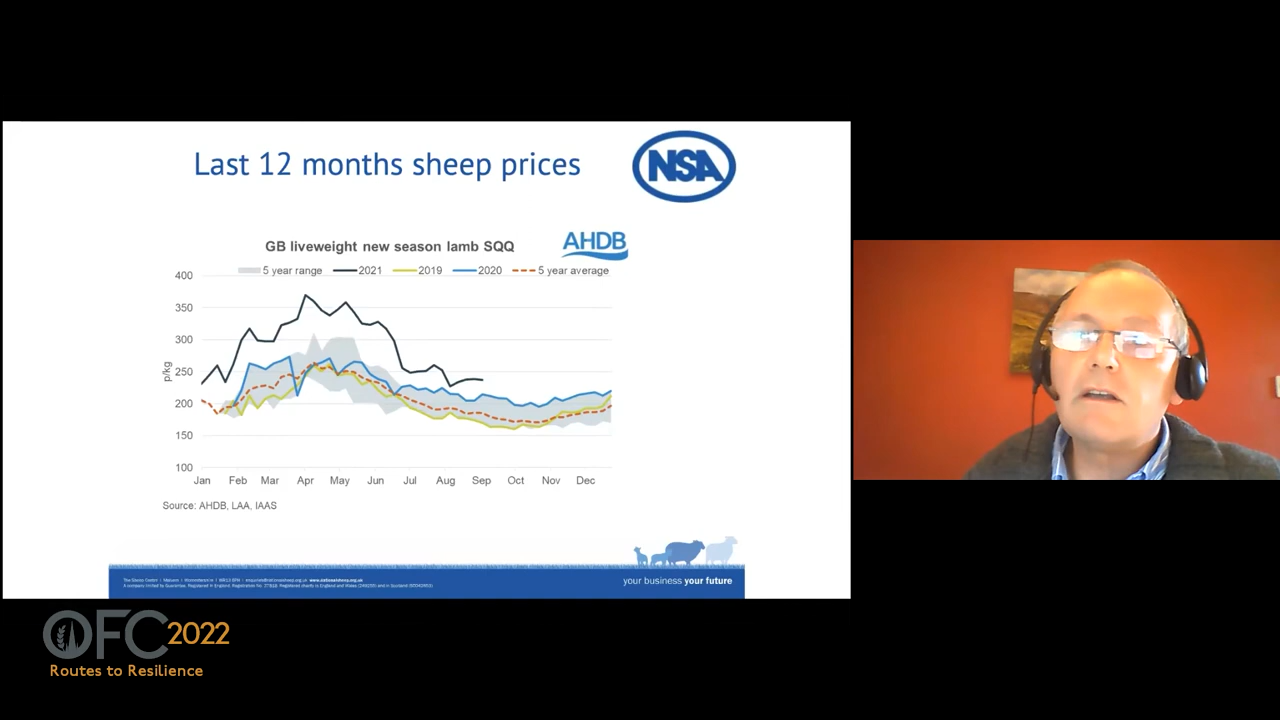 Last 12 months sheep prices
NSA
GB liveweight new season lamb SQQ
AHDB
5 year range 2021 2019 2020 5 year average
400
350
300
250
200
150
100
p/kg
Jan Feb Mar Apr May Jun Jul Aug Sep Oct Nov Dec
Source: AHDB, LAA, IAAS
your business your future
OFC 2022
Routes to Resilience